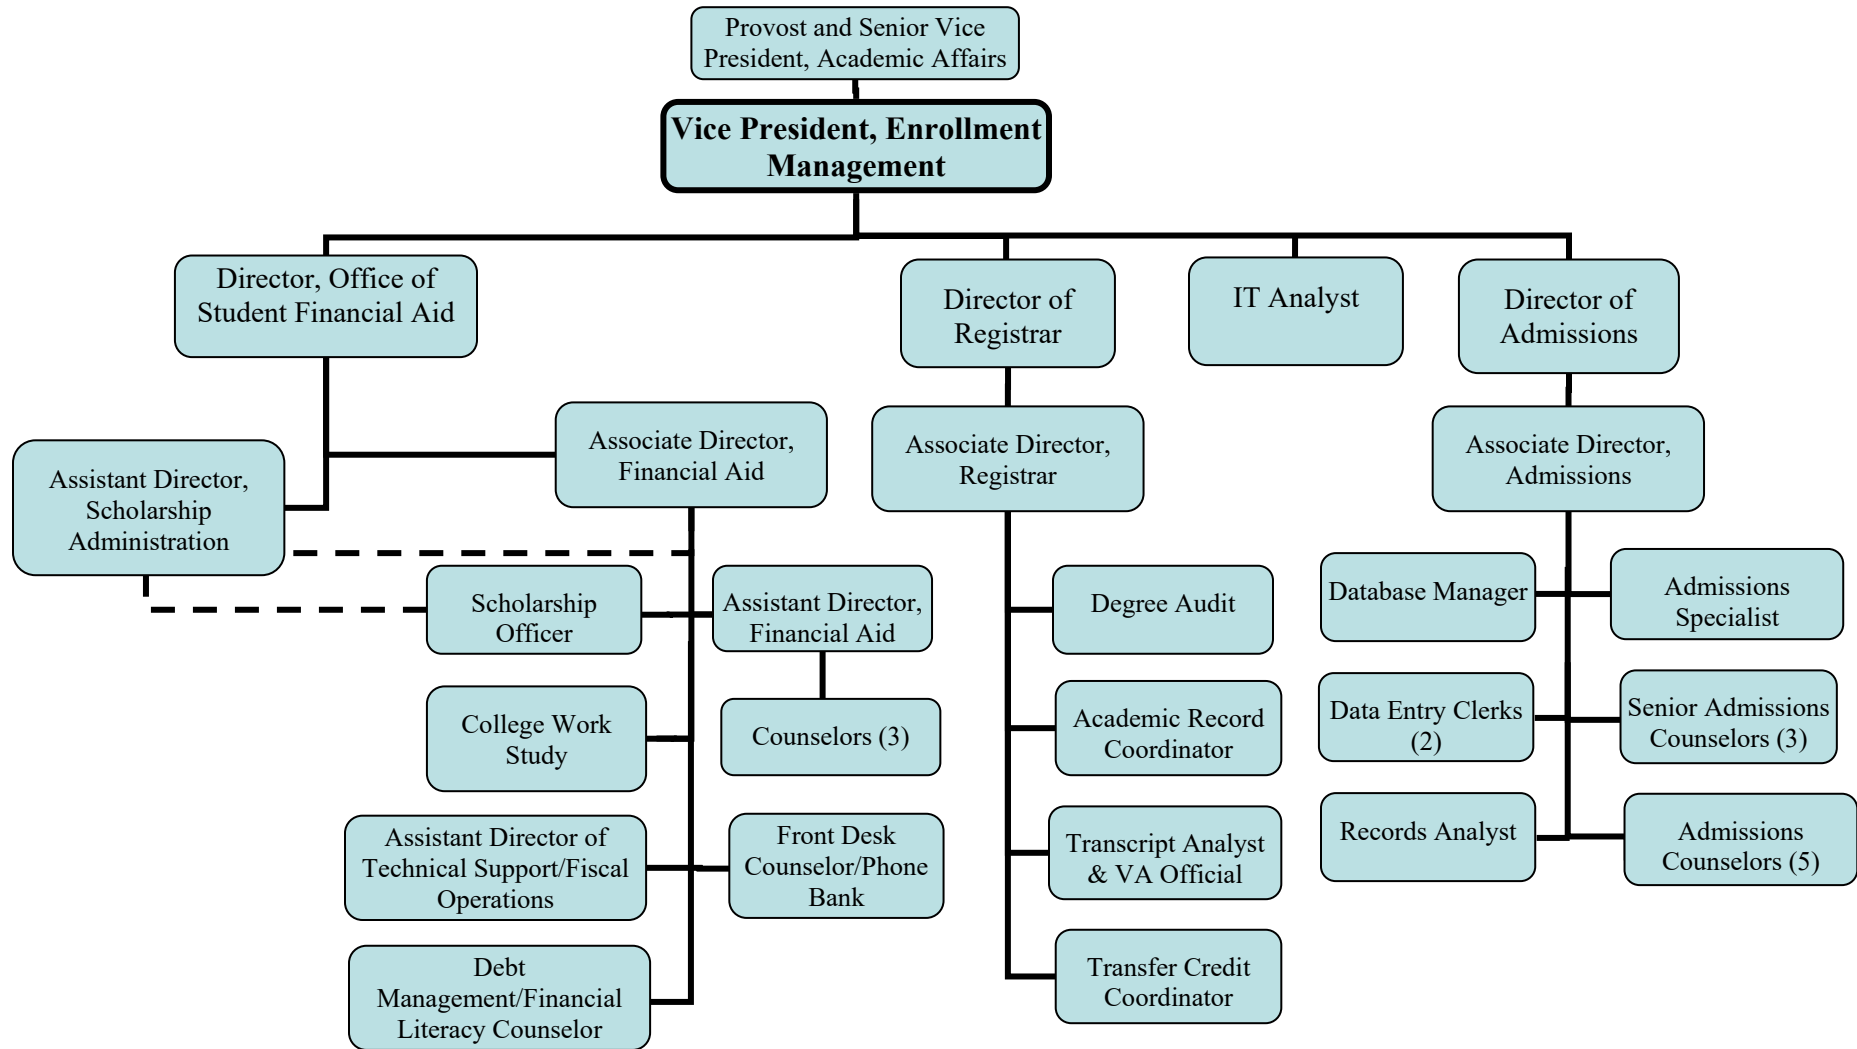 Provost and Senior Vice
President, Academic Affairs
Vice President, Enrollment
Management
Director, Office of
Student Financial Aid
Director of
Registrar
IT Analyst
Director of
Admissions
Assistant Director,
Scholarship
Administration
Associate Director,
Financial Aid
Associate Director,
Registrar
Associate Director,
Admissions
Scholarship
Officer
Assistant Director,
Financial Aid
College Work
Study
Counselors (3)
Assistant Director of
Technical Support/Fiscal
Operations
Front Desk
Counselor/Phone
Bank
Debt
Management/Financial
Literacy Counselor
Degree Audit
Academic Record
Coordinator
Transcript Analyst
& VA Official
Transfer Credit
Coordinator
Database Manager
Admissions
Specialist
Data Entry Clerks
(2)
Senior Admissions
Counselors (3)
Records Analyst
Admissions
Counselors (5)